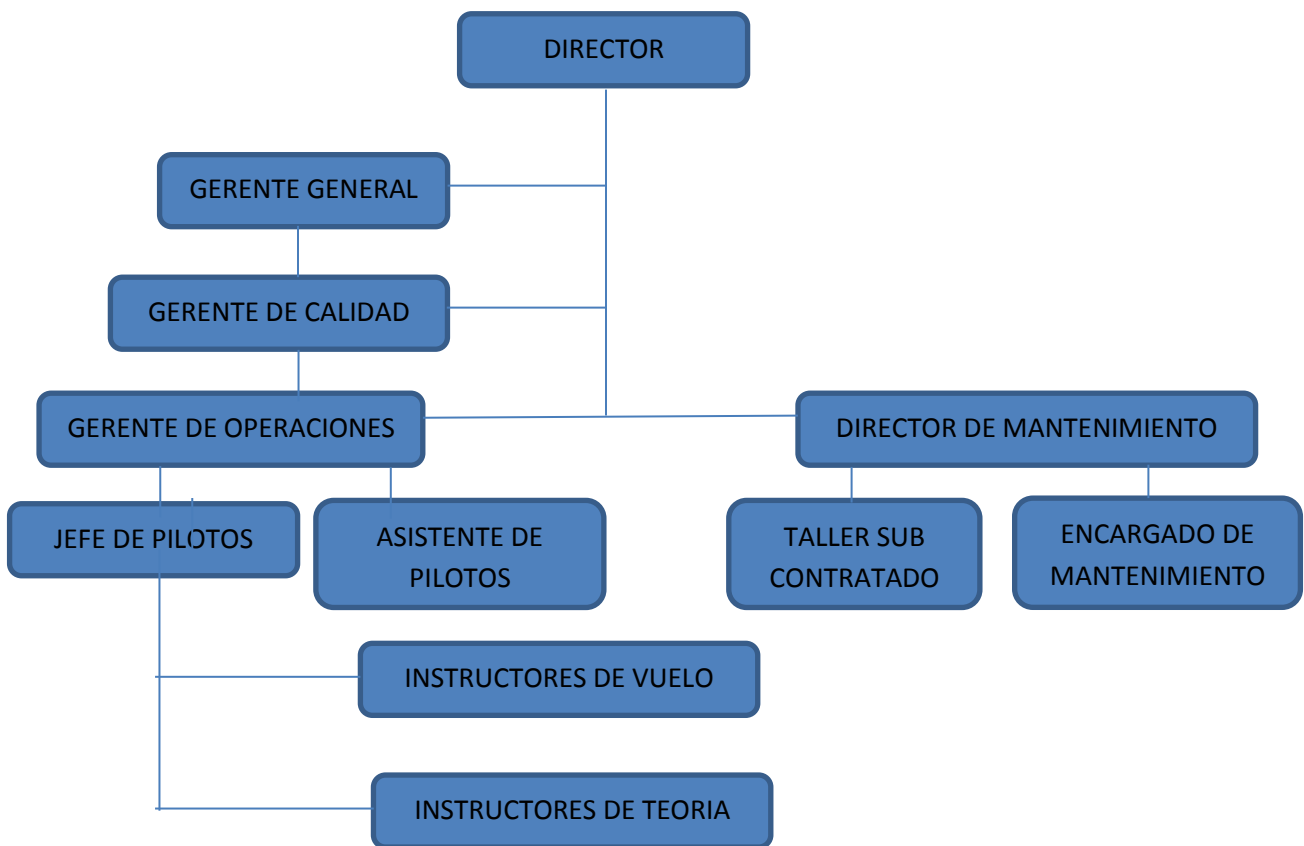 DIRECTOR
GERENTE GENERAL
GERENTE DE CALIDAD
GERENTE DE OPERACIONES
DIRECTOR DE MANTENIMIENTO
JEFE DE PILOTOS
ASISTENTE DE
PILOTOS
TALLER SUB
CONTRATADO
ENCARGADO DE
MANTENIMIENTO
INSTRUCTORES DE VUELO
INSTRUCTORES DE TEORIA